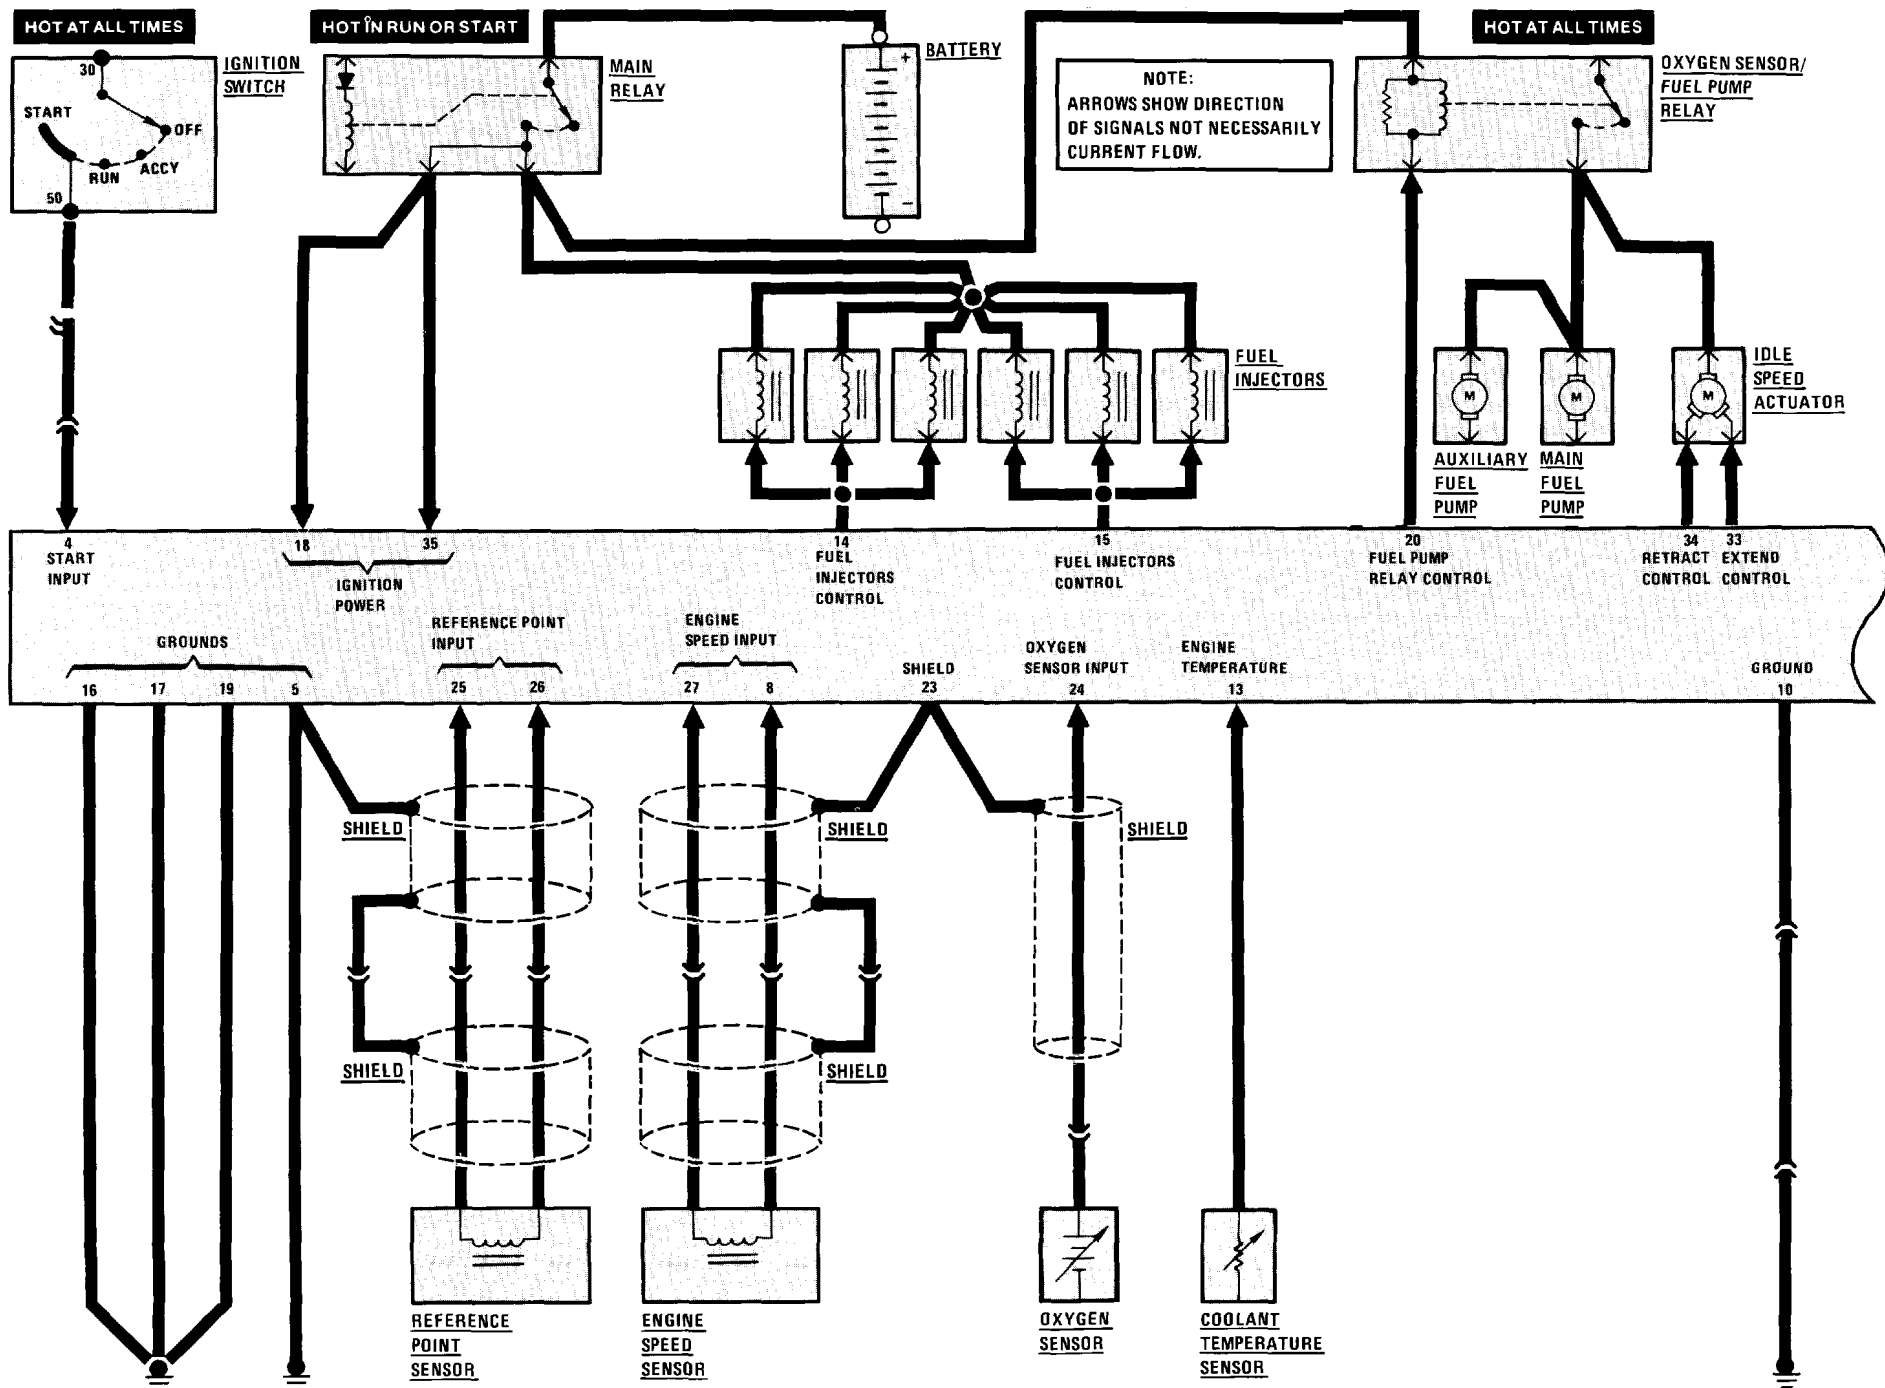 HOT AT ALL TIMES
HOT IN RUN OR START
HOT AT ALL TIMES
30
START
OFF
ACCY
RUN
50
IGNITION
SWITCH
MAIN
RELAY
+
-
BATTERY
NOTE:
ARROWS SHOW DIRECTION
OF SIGNALS NOT NECESSARILY
CURRENT FLOW.
OXYGEN SENSOR/
FUEL PUMP
RELAY
FUEL
INJECTORS
M
M
M
IDLE
SPEED
ACTUATOR
AUXILIARY
FUEL
PUMP
MAIN
FUEL
PUMP
4
START
INPUT
18
35
IGNITION
POWER
14
FUEL
INJECTORS
CONTROL
15
FUEL INJECTORS
CONTROL
20
FUEL PUMP
RELAY CONTROL
34
RETRACT
CONTROL
33
EXTEND
CONTROL
GROUNDS
16
17
19
5
REFERENCE POINT
INPUT
25
26
ENGINE
SPEED INPUT
27
8
SHIELD
23
OXYGEN
SENSOR INPUT
24
ENGINE
TEMPERATURE
13
GROUND
10
SHIELD
SHIELD
SHIELD
SHIELD
SHIELD
REFERENCE
POINT
SENSOR
ENGINE
SPEED
SENSOR
OXYGEN
SENSOR
COOLANT
TEMPERATURE
SENSOR